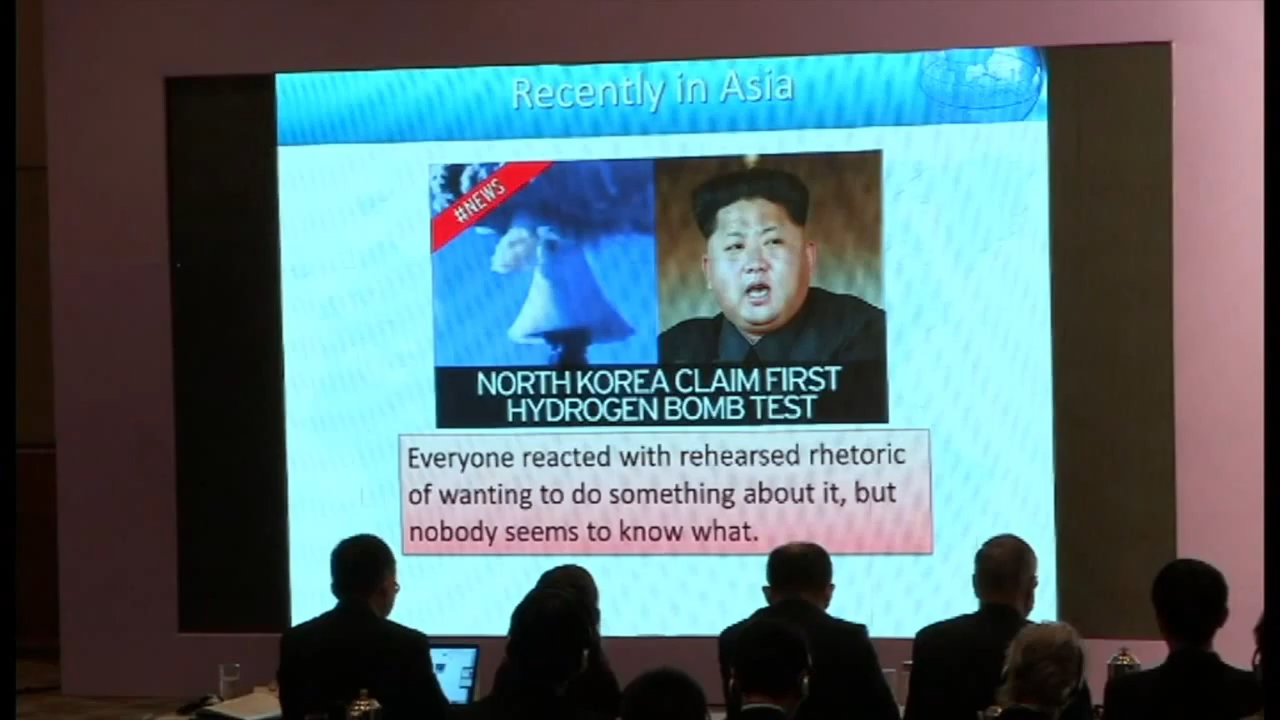 Recently in Asia
#NEWS
NORTH KOREA CLAIM FIRST
HYDROGEN BOMB TEST
Everyone reacted with rehearsed rhetoric
of wanting to do something about it, but
nobody seems to know what.